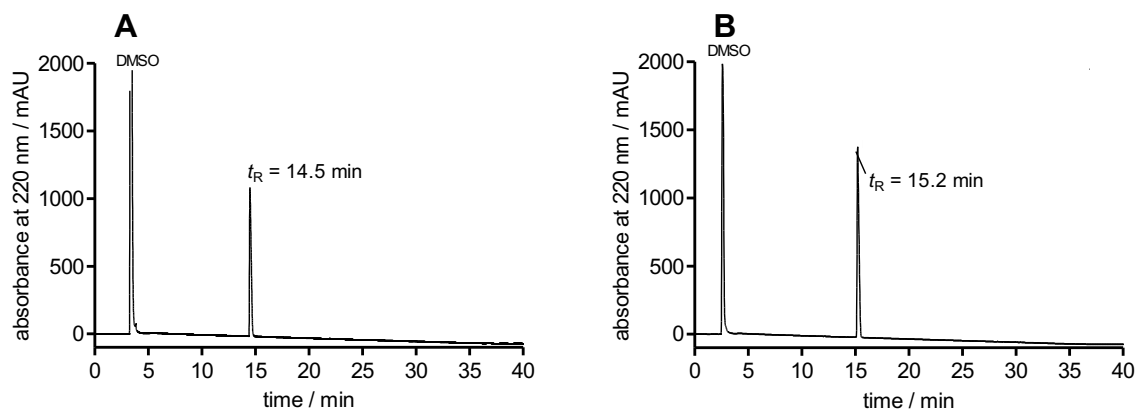 A
DMSO
2000
1500
1000
500
0
absorbance at 220 nm / mAU
tR = 14.5 min
0 5 10 15 20 25 30 35 40
time / min
B
DMSO
2000
1500
1000
500
0
absorbance at 220 nm / mAU
tR = 15.2 min
0 5 10 15 20 25 30 35 40
time / min